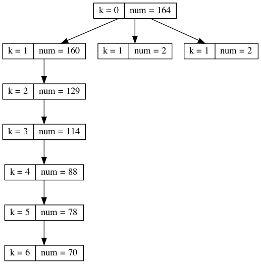 k = 0 num = 164
k = 1 num = 160 k = 1 num = 2 k = 1 num = 2
k = 2 num = 129
k = 3 num = 114
k = 4 num = 88
k = 5 num = 78
k = 6 num = 70